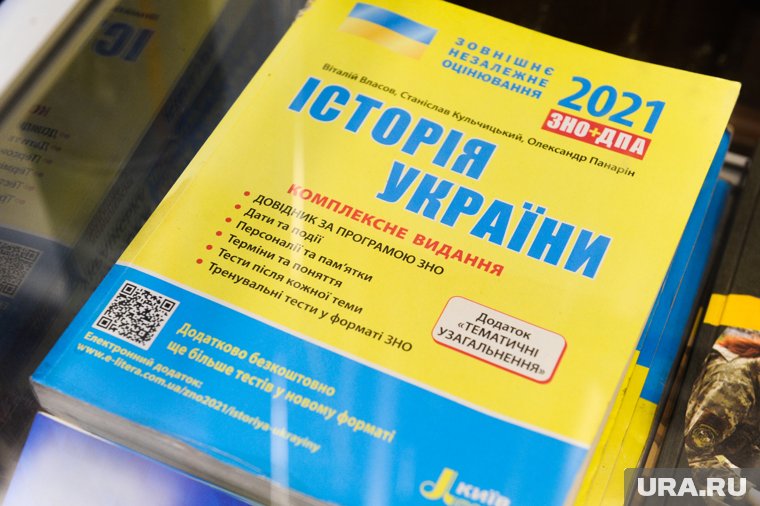 ЗОВНІШНЄ
НЕЗАЛЕЖНЕ
ОЦІНЮВАННЯ
2021
ЗНО+ДПА
Віталій Власов, Станіслав Кульчицький, Олександр Панарін
ІСТОРІЯ
УКРАЇНИ
КОМПЛЕКСНЕ ВИДАННЯ
• ДОВІДНИК ЗА ПРОГРАМОЮ ЗНО
• Дати та події
• Персоналії та пам'ятки
• Терміни та поняття
• Тести після кожної теми
• Тренувальні тести у форматі ЗНО
Додаток
«ТЕМАТИЧНІ
УЗАГАЛЬНЕННЯ»
Додатково безкоштовно
ще більше тестів у новому форматі
Електронний додаток:
www.e-litera.com.ua/zno2021/istoriya-ukrayiny
КИЇВ
URA.RU